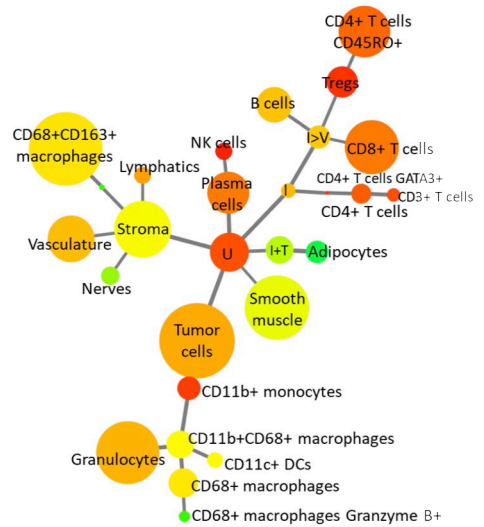 CD4+ T cells
CD45RO+
Tregs
B cells
I>V
CD8+ T cells
CD68+CD163+
macrophages
NK cells
Lymphatics
Plasma
cells
I
CD4+ T cells GATA3+
CD3+ T cells
CD4+ T cells
Stroma
Vasculature
U
I+T
Adipocytes
Nerves
Smooth
muscle
Tumor
cells
CD11b+ monocytes
CD11b+CD68+ macrophages
Granulocytes
CD11c+ DCs
CD68+ macrophages
CD68+ macrophages Granzyme B+